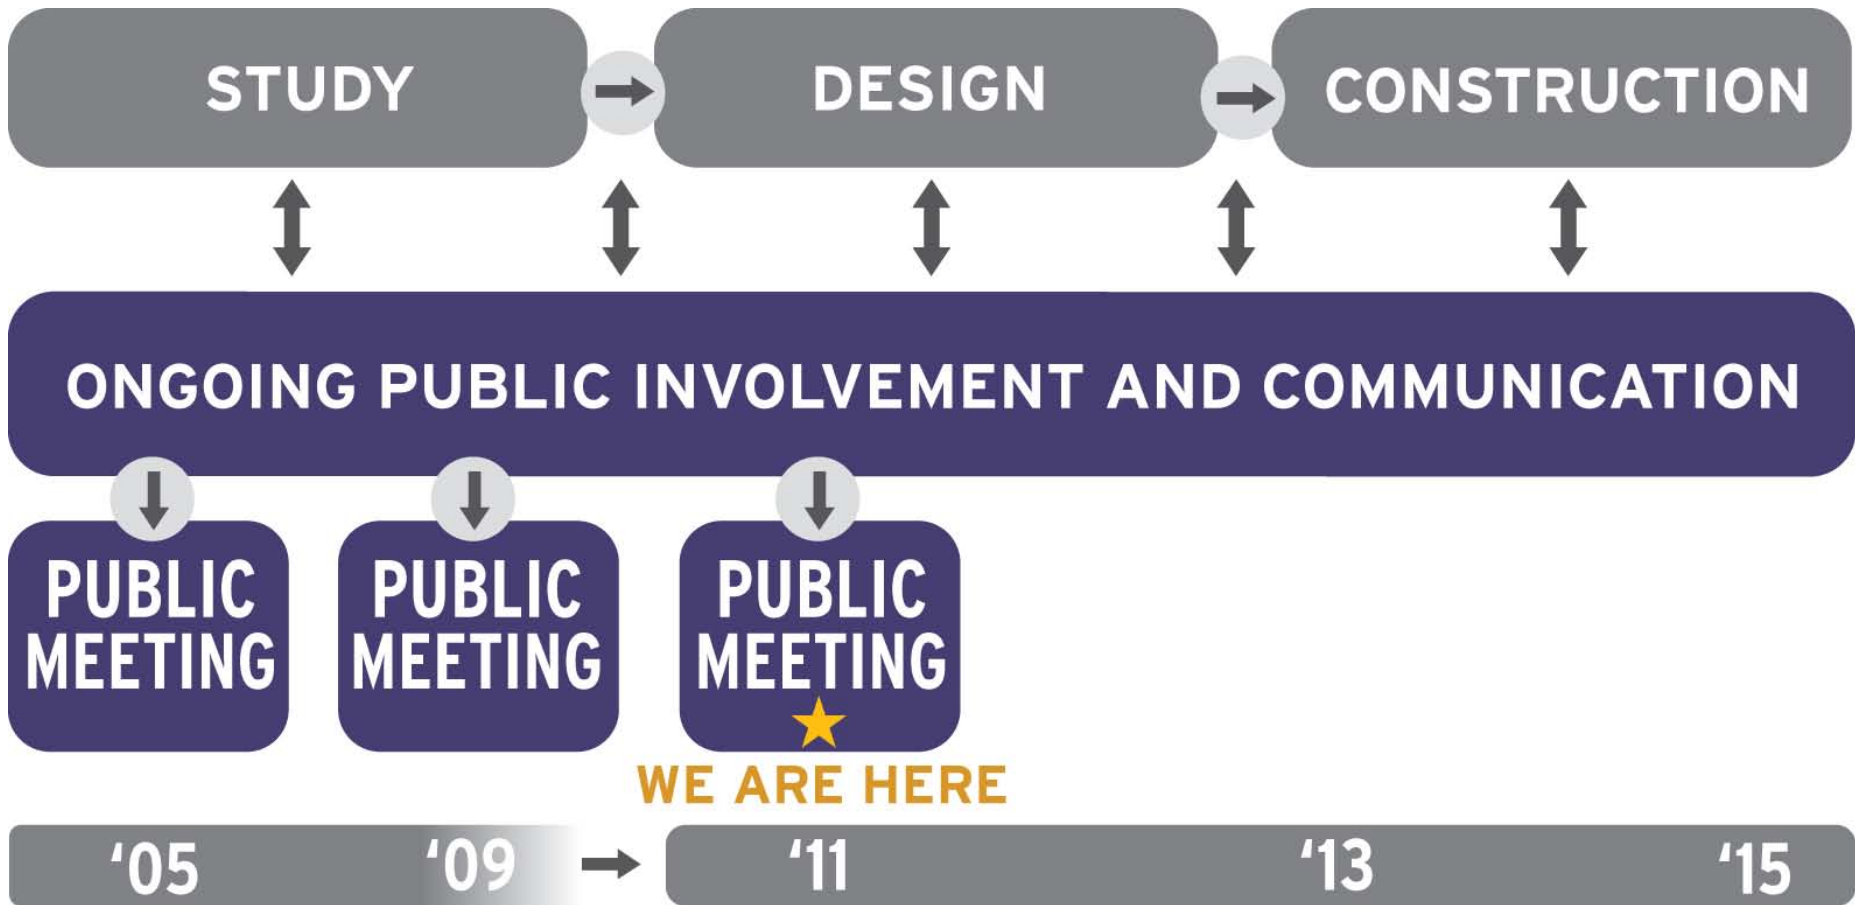 STUDY
DESIGN
CONSTRUCTION
ONGOING PUBLIC INVOLVEMENT AND COMMUNICATION
PUBLIC
MEETING
PUBLIC
MEETING
PUBLIC
MEETING
WE ARE HERE
‘05
‘09
‘11
‘13
‘15